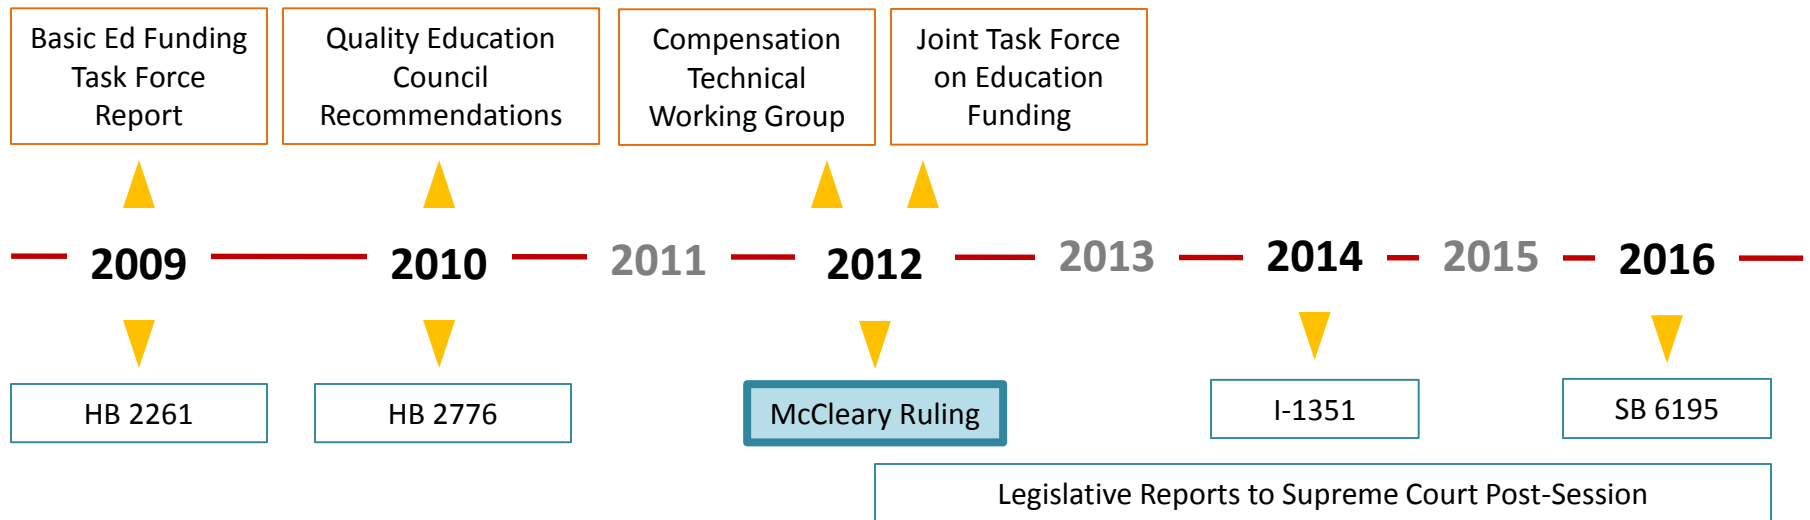 Basic Ed Funding
Task Force
Report
Quality Education
Council
Recommendations
Compensation
Technical
Working Group
Joint Task Force
on Education
Funding
2009
2010
2011
2012
2013
2014
2015
2016
HB 2261
HB 2776
McCleary Ruling
I-1351
SB 6195
Legislative Reports to Supreme Court Post-Session